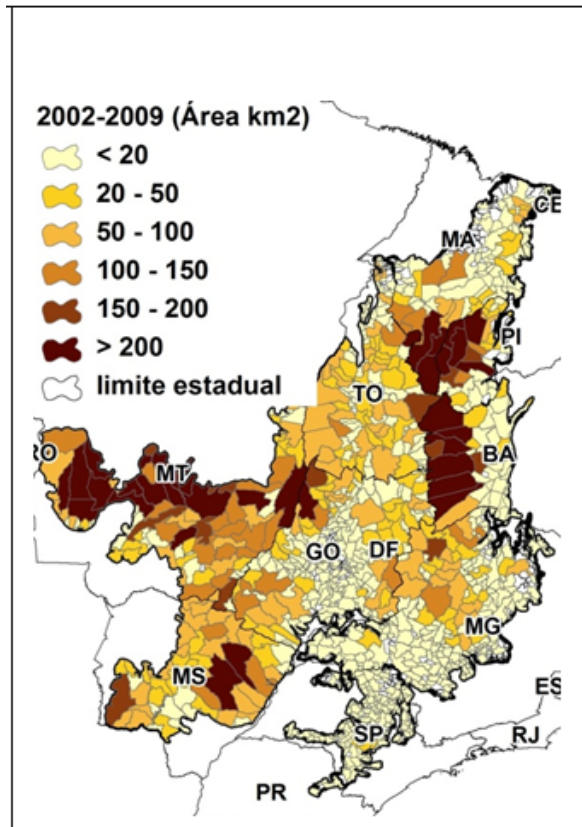 2002-2009 (Área km2)
< 20
20 - 50
50 - 100
100 - 150
150 - 200
> 200
limite estadual
CE
MA
PI
TO
RO
MT
BA
GO
DF
MG
MS
ES
SP
RJ
PR